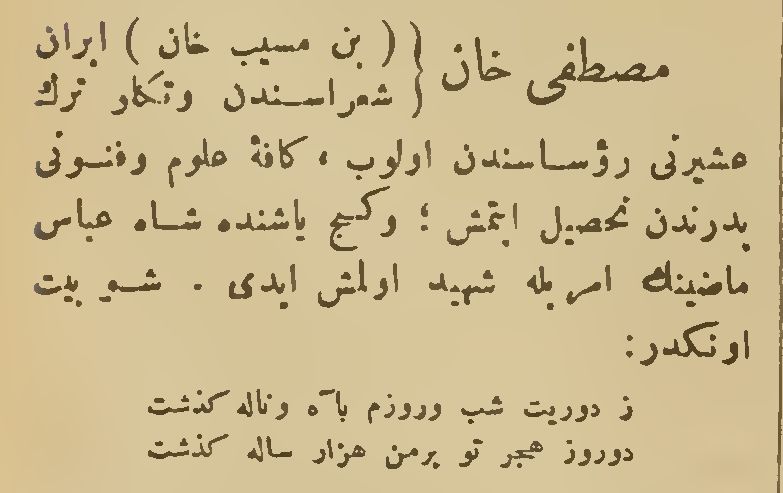 مصطفی خان { ( بن مسیب خان ) ایران
شعراسندن وتکلر ترك
عشیرتی رؤساسندن اولوب ، کافهٔ علوم وفنونی
پدرندن تحصیل ایتمش ؛ وکنج یاشنده شاه عباس
ماضینك امریله شهید اولمش ایدی . شو بیت
اونکدر :
ز دوریت شب وروزم بآه وناله کذشت
دوروز هجر تو برمن هزار ساله کذشت